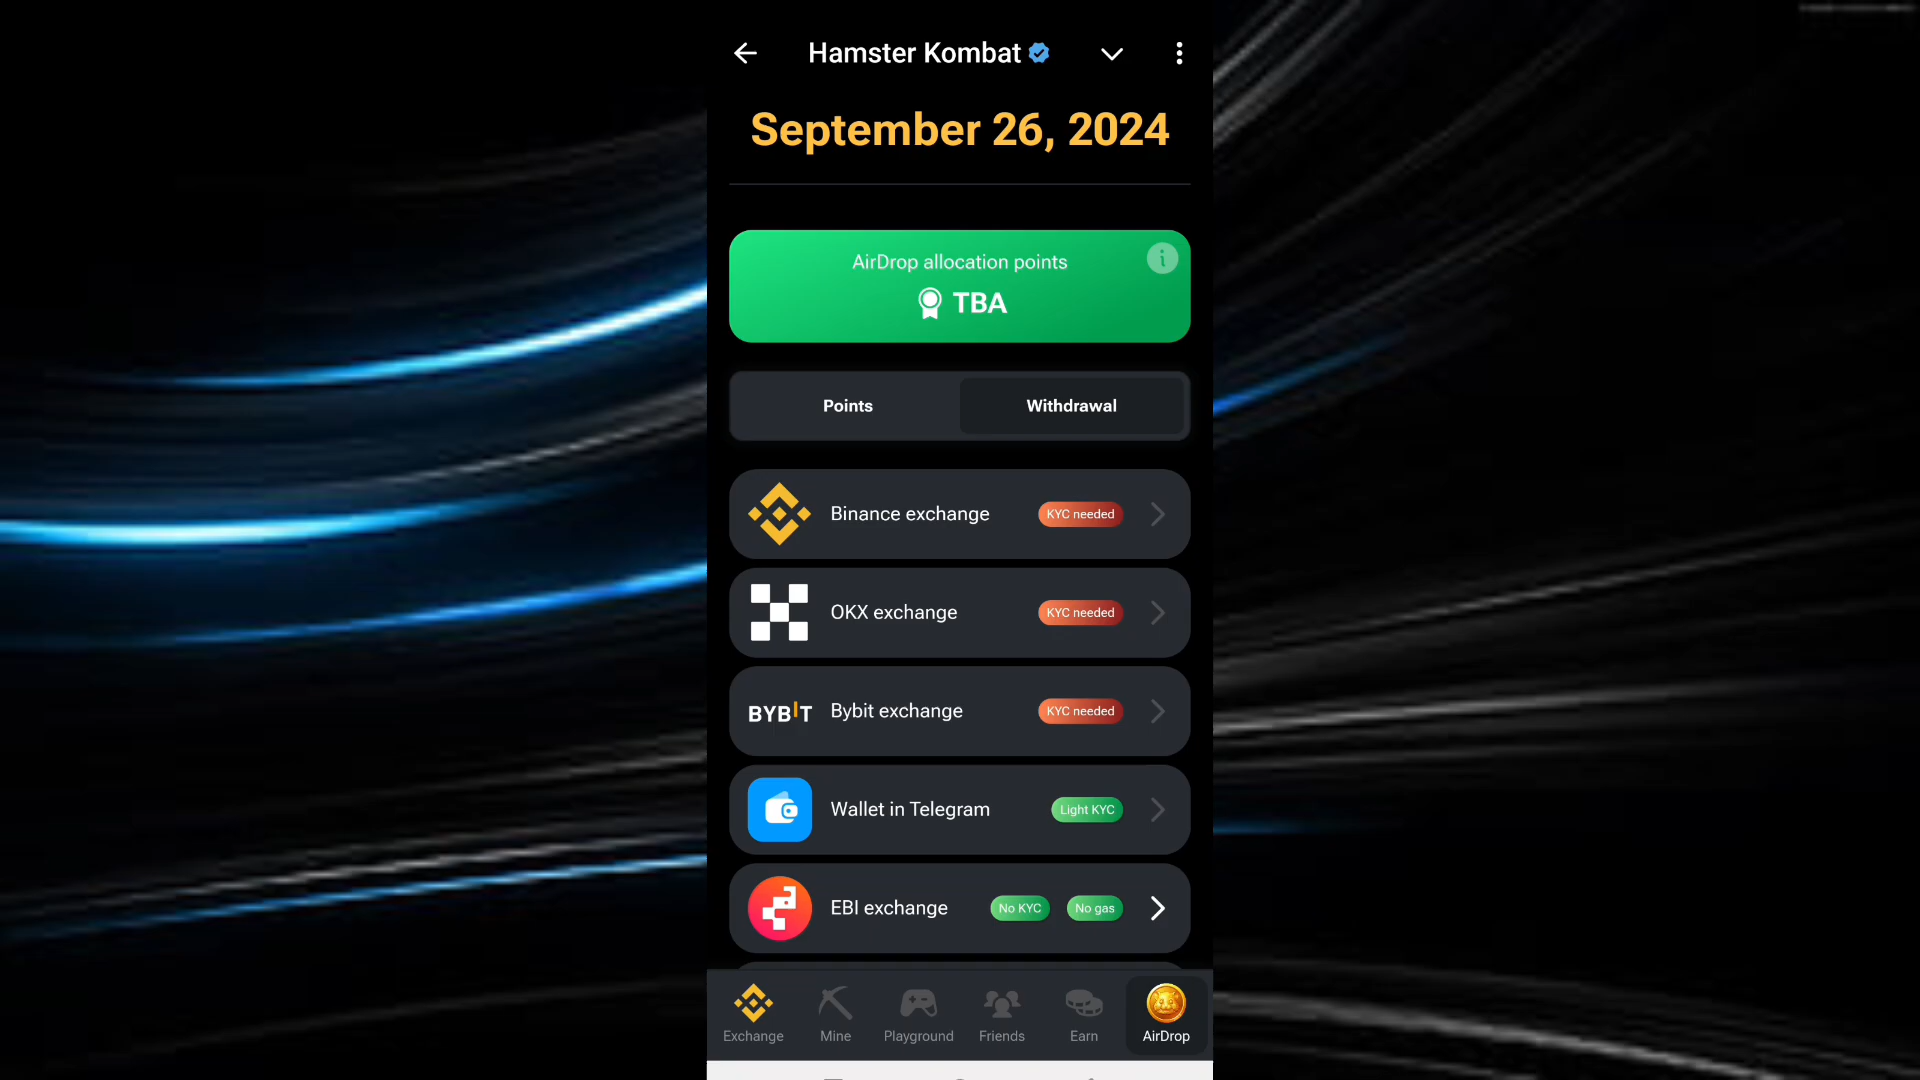 Hamster Kombat
September 26, 2024
AirDrop allocation points
TBA
Points
Withdrawal
Binance exchange
KYC needed
OKX exchange
KYC needed
BYBIT
Bybit exchange
KYC needed
Wallet in Telegram
Light KYC
EBI exchange
No KYC
No gas
Exchange
Mine
Playground
Friends
Earn
AirDrop